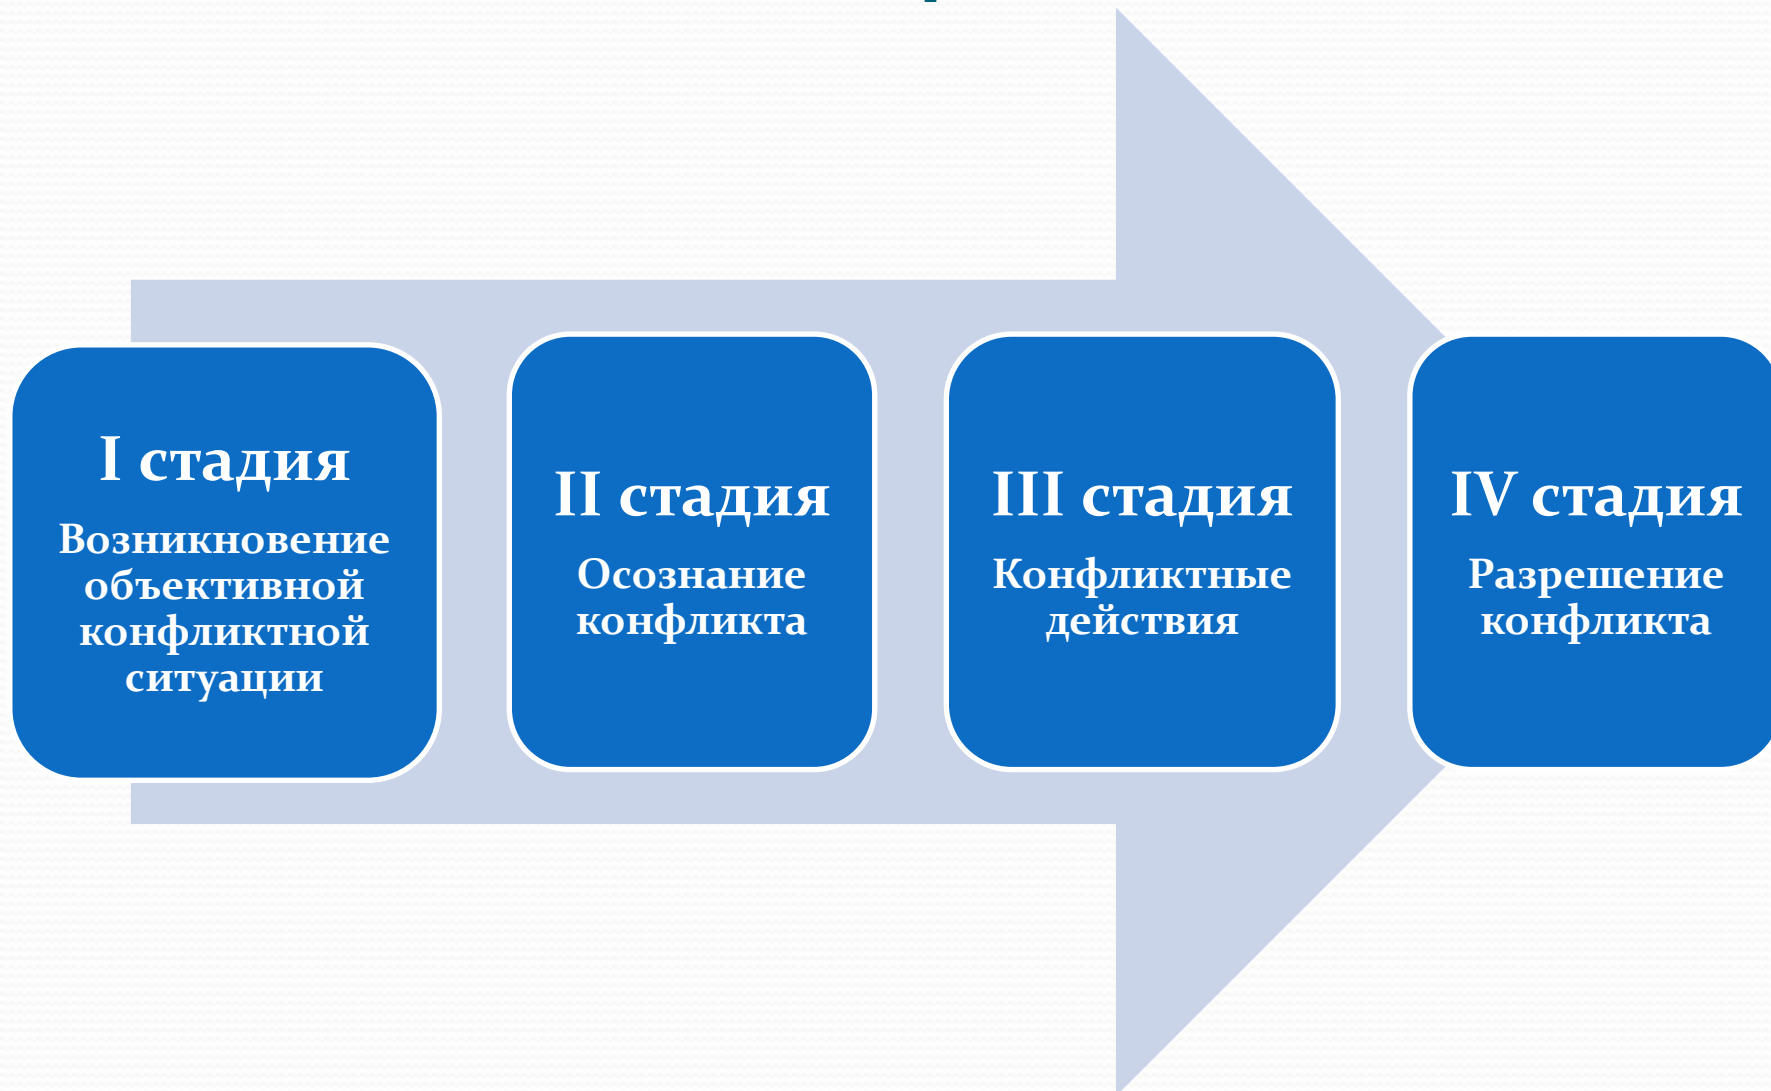 I стадия
Возникновение
объективной
конфликтной
ситуации
II стадия
Осознание
конфликта
III стадия
Конфликтные
действия
IV стадия
Разрешение
конфликта